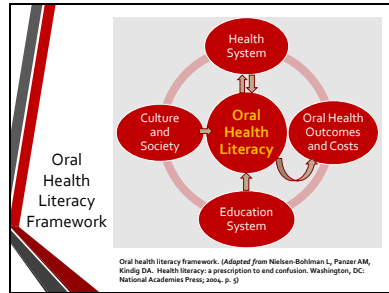 Health
System
Culture
and
Society
Oral
Health
Literacy
Oral Health
Outcomes
and Costs
Education
System
Oral
Health
Literacy
Framework
Oral health literacy framework. (Adapted from Nielsen-Bohlman L, Panzer AM,
Kindig DA.  Health literacy: a prescription to end confusion. Washington, DC:
National Academies Press; 2004. p. 5)